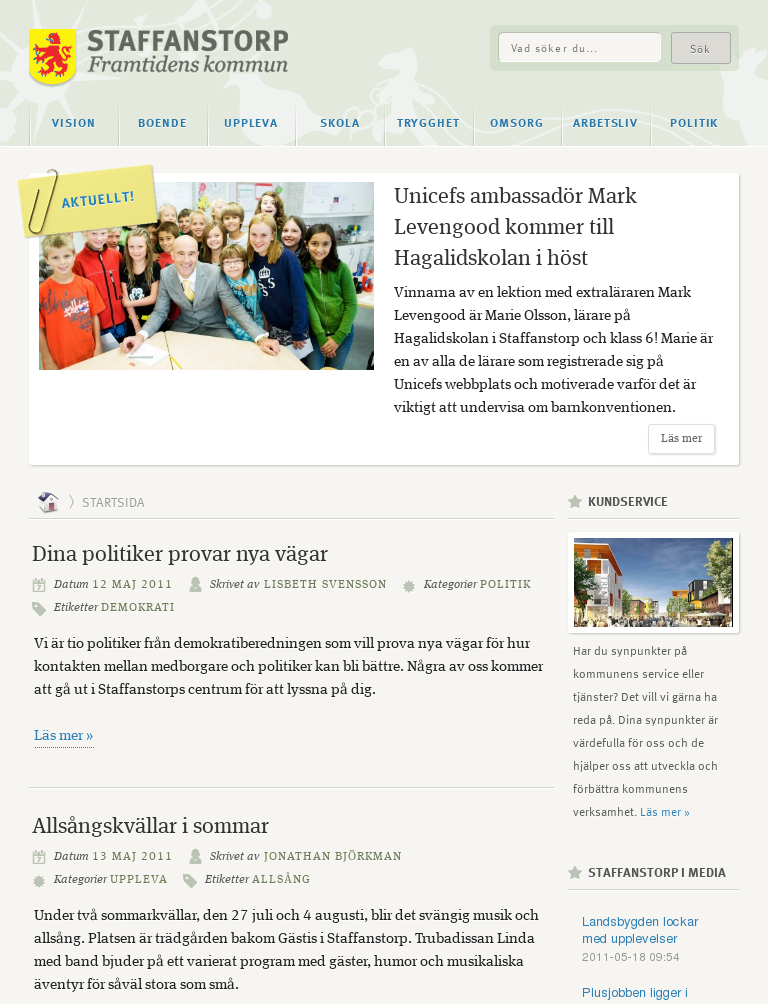 STAFFANSTORP
Framtidens kommun
Vad söker du...
Sök
VISION BOENDE UPPLEVA SKOLA TRYGGHET OMSORG ARBETSLIV POLITIK
AKTUELLT!
Unicefs ambassadör Mark
Levengood kommer till
Hagalidskolan i höst
Vinnarna av en lektion med extraläraren Mark
Levengood är Marie Olsson, lärare på
Hagalidskolan i Staffanstorp och klass 6! Marie är
en av alla de lärare som registrerade sig på
Unicefs webbplats och motiverade varför det är
viktigt att undervisa om barnkonventionen.
Läs mer
STARTSIDA
Dina politiker provar nya vägar
Datum 12 MAJ 2011 Skrivet av LISBETH SVENSSON Kategorier POLITIK
Etiketter DEMOKRATI
Vi är tio politiker från demokratiberedningen som vill prova nya vägar för hur
kontakten mellan medborgare och politiker kan bli bättre. Några av oss kommer
att gå ut i Staffanstorps centrum för att lyssna på dig.
Läs mer »
Allsångskvällar i sommar
Datum 13 MAJ 2011 Skrivet av JONATHAN BJÖRKMAN
Kategorier UPPLEVA Etiketter ALLSÅNG
Under två sommarkvällar, den 27 juli och 4 augusti, blir det svängig musik och
allsång. Platsen är trädgården bakom Gästis i Staffanstorp. Trubadissan Linda
med band bjuder på ett varierat program med gäster, humor och musikaliska
äventyr för såväl stora som små.
KUNDSERVICE
Har du synpunkter på
kommunens service eller
tjänster? Det vill vi gärna ha
reda på. Dina synpunkter är
värdefulla för oss och de
hjälper oss att utveckla och
förbättra kommunens
verksamhet. Läs mer »
STAFFANSTORP I MEDIA
Landsbygden lockar
med upplevelser
2011-05-18 09:54
Plusjobben ligger i